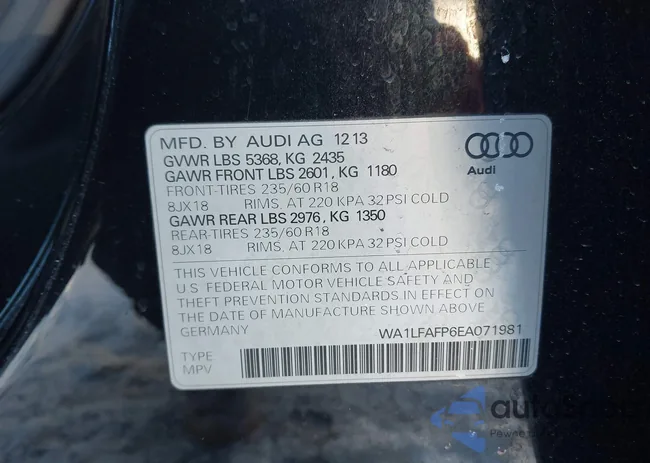 MFD. BY AUDI AG 1213
GVWR LBS 5368, KG 2435
GAWR FRONT LBS 2601, KG 1180
FRONT-TIRES 235/60 R18
8JX18 RIMS, AT 220 KPA 32 PSI COLD
GAWR REAR LBS 2976, KG 1350
REAR-TIRES 235/60 R18
8JX18 RIMS, AT 220 KPA 32 PSI COLD
Audi
THIS VEHICLE CONFORMS TO ALL APPLICABLE
U.S. FEDERAL MOTOR VEHICLE SAFETY AND
THEFT PREVENTION STANDARDS IN EFFECT ON
THE DATE OF MANUFACTURE SHOWN ABOVE
GERMANY WA1LFAFP6EA071981
TYPE
MPV